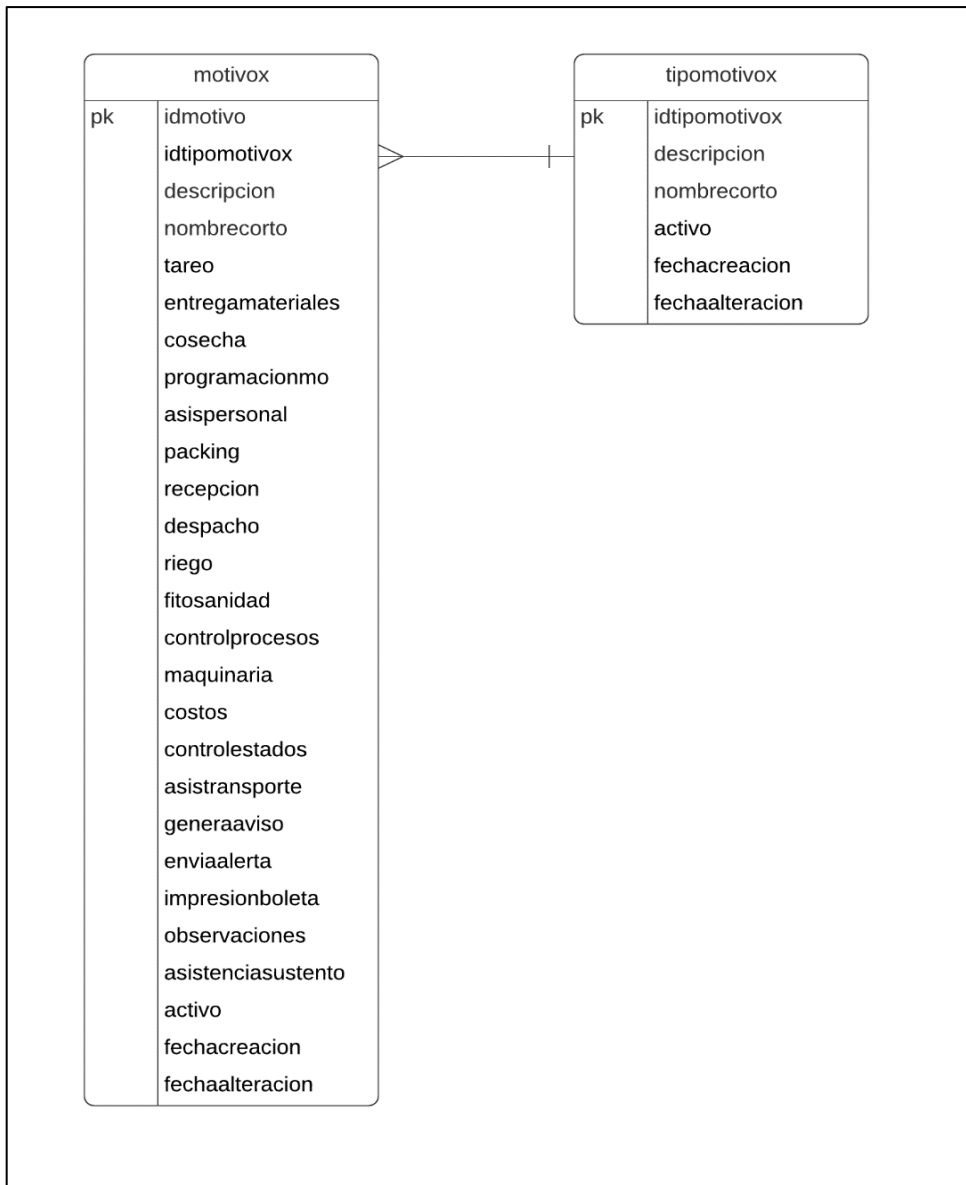 motivox
pk idmotivo
idtipomotivox
descripcion
nombrecorto
tareo
entregamateriales
cosecha
programacionmo
asispersonal
packing
recepcion
despacho
riego
fitosanidad
controlprocesos
maquinaria
costos
controlestados
asistransporte
generaaviso
enviaalerta
impresionboleta
observaciones
asistenciasustento
activo
fechacreacion
fechaalteracion
tipomotivox
pk idtipomotivox
descripcion
nombrecorto
activo
fechacreacion
fechaalteracion